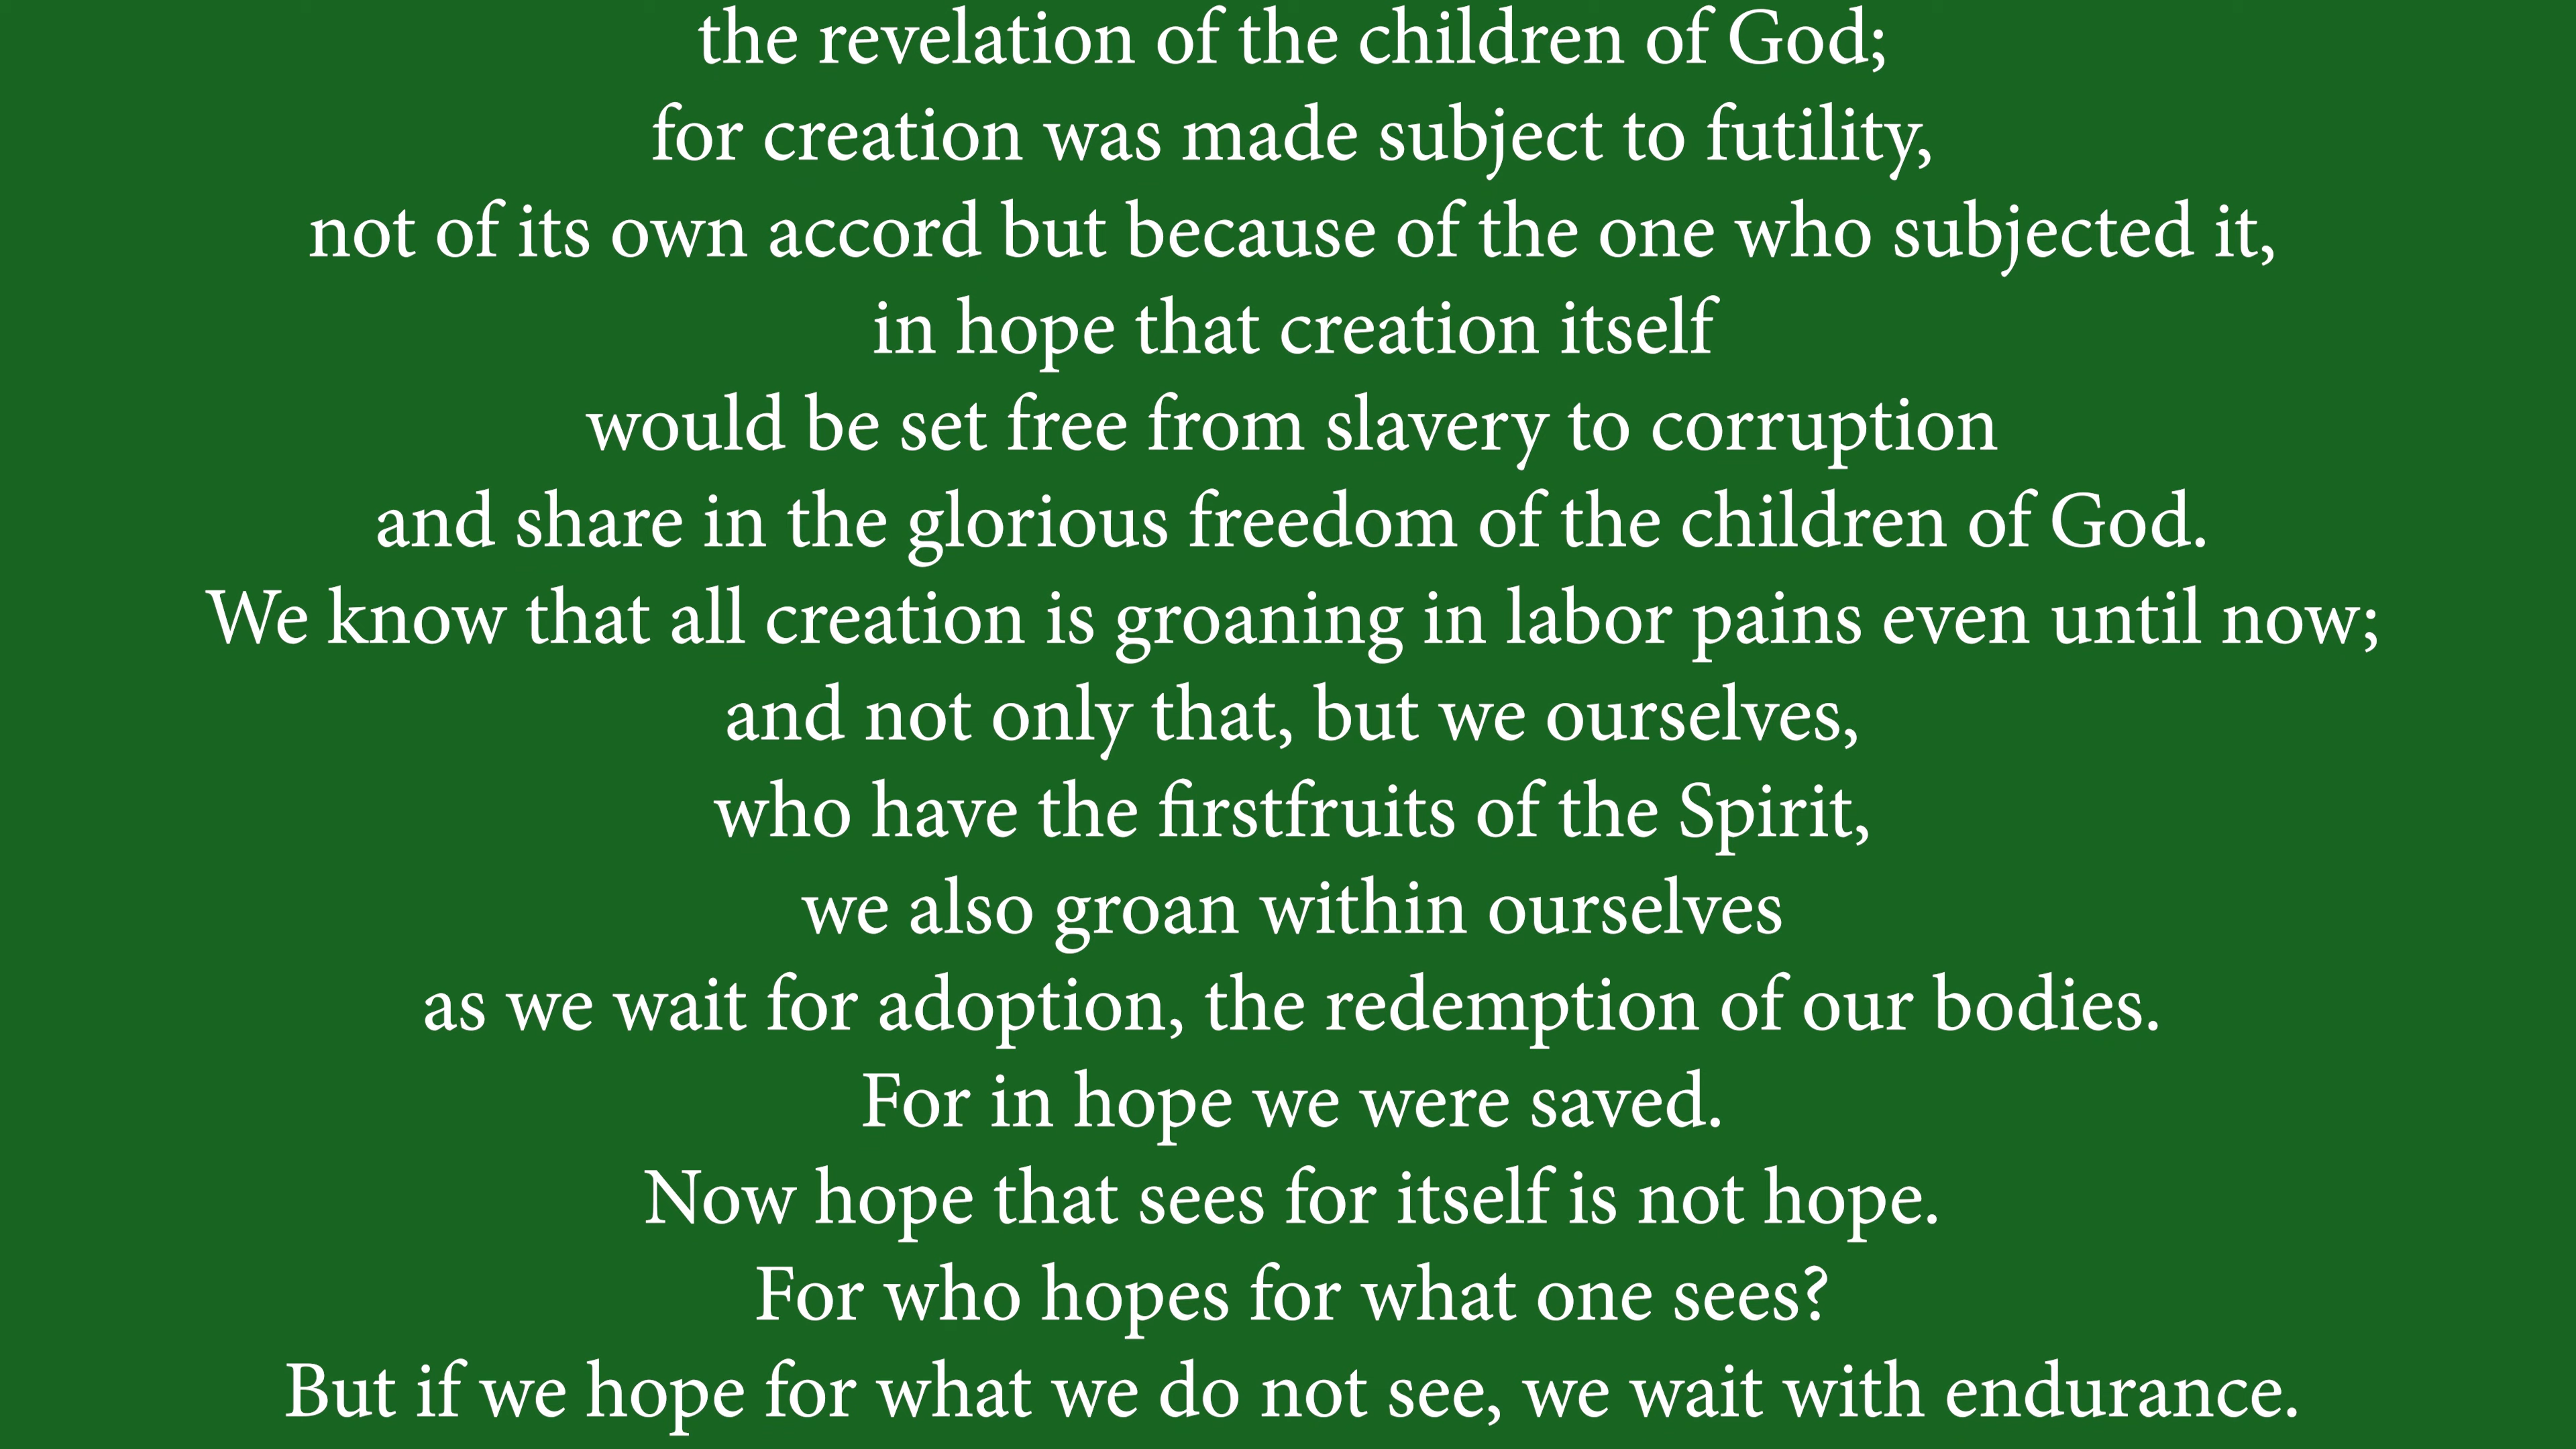 the revelation of the children of God;
for creation was made subject to futility,
not of its own accord but because of the one who subjected it,
in hope that creation itself
would be set free from slavery to corruption
and share in the glorious freedom of the children of God.
We know that all creation is groaning in labor pains even until now;
and not only that, but we ourselves,
who have the firstfruits of the Spirit,
we also groan within ourselves
as we wait for adoption, the redemption of our bodies.
For in hope we were saved.
Now hope that sees for itself is not hope.
For who hopes for what one sees?
But if we hope for what we do not see, we wait with endurance.